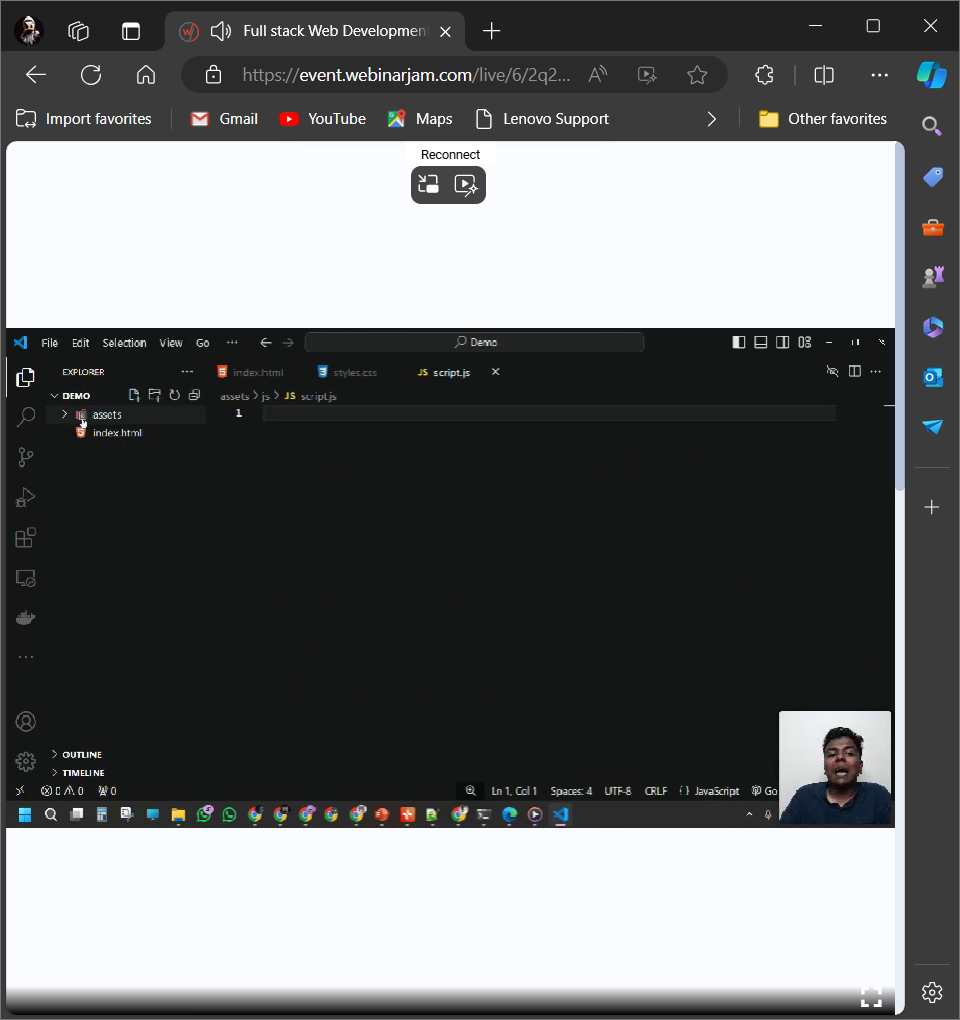 Full stack Web Developmen
https://event.webinarjam.com/live/6/2q2...
Import favorites
Gmail
YouTube
Maps
Lenovo Support
Other favorites
Reconnect
File Edit Selection View Go ... Demo
EXPLORER ...
index.html
styles.css
JS script.js
DEMO
assets > js > JS script.js
assets
1
index.html
OUTLINE
TIMELINE
0 0 0
Ln 1, Col 1 Spaces: 4 UTF-8 CRLF {} JavaScript Go